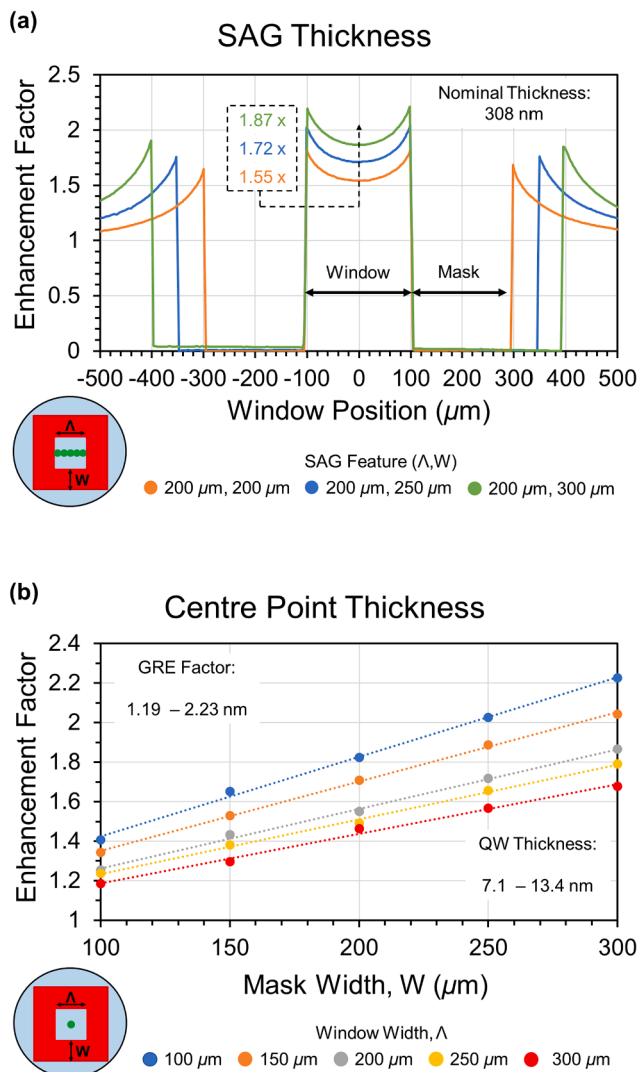 (a)
SAG Thickness
Enhancement Factor
2.5
2
1.5
1
0.5
0
Nominal Thickness:
308 nm
1.87 x
1.72 x
1.55 x
Window
Mask
-500 -400 -300 -200 -100 0 100 200 300 400 500
Window Position (μm)
Λ
W
SAG Feature (Λ,W)
200 μm, 200 μm
200 μm, 250 μm
200 μm, 300 μm
(b)
Centre Point Thickness
Enhancement Factor
2.4
2.2
2
1.8
1.6
1.4
1.2
1
GRE Factor:
1.19 – 2.23 nm
QW Thickness:
7.1 – 13.4 nm
100 150 200 250 300
Mask Width, W (μm)
Λ
W
Window Width, Λ
100 μm
150 μm
200 μm
250 μm
300 μm